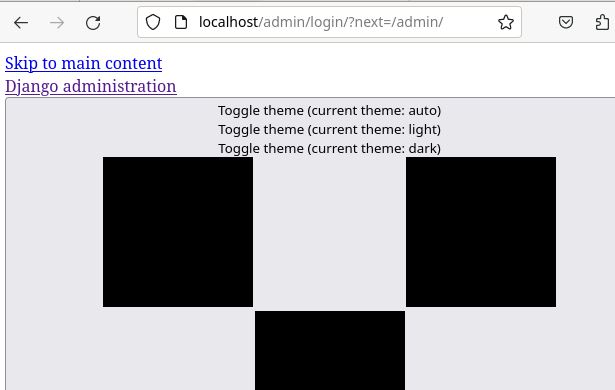 localhost/admin/login/?next=/admin/
Skip to main content
Django administration
Toggle theme (current theme: auto)
Toggle theme (current theme: light)
Toggle theme (current theme: dark)